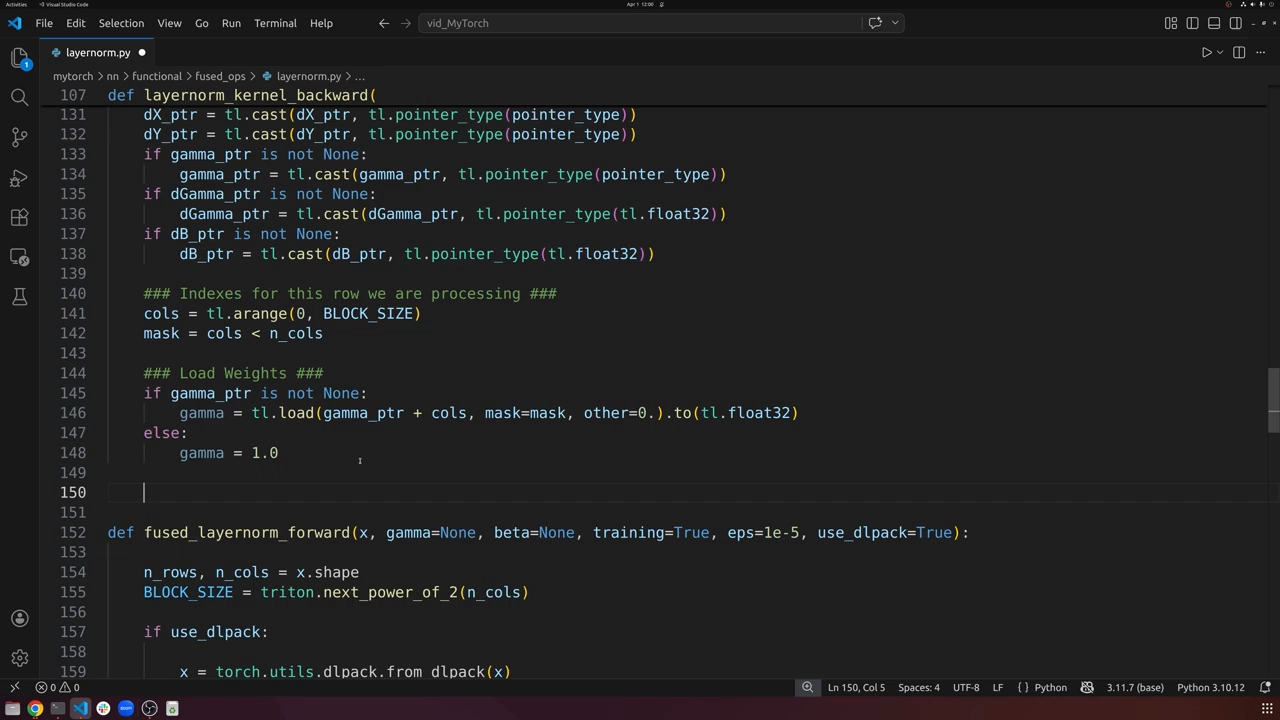 Activities
Visual Studio Code
Apr 1 12:00
File Edit Selection View Go Run Terminal Help
vid_MyTorch
layernorm.py
mytorch > nn > functional > fused_ops > layernorm.py > ...
107 def layernorm_kernel_backward(
131 dX_ptr = tl.cast(dX_ptr, tl.pointer_type(pointer_type))
132 dY_ptr = tl.cast(dY_ptr, tl.pointer_type(pointer_type))
133 if gamma_ptr is not None:
134 gamma_ptr = tl.cast(gamma_ptr, tl.pointer_type(pointer_type))
135 if dGamma_ptr is not None:
136 dGamma_ptr = tl.cast(dGamma_ptr, tl.pointer_type(tl.float32))
137 if dB_ptr is not None:
138 dB_ptr = tl.cast(dB_ptr, tl.pointer_type(tl.float32))
139
140 ### Indexes for this row we are processing ###
141 cols = tl.arange(0, BLOCK_SIZE)
142 mask = cols < n_cols
143
144 ### Load Weights ###
145 if gamma_ptr is not None:
146 gamma = tl.load(gamma_ptr + cols, mask=mask, other=0.).to(tl.float32)
147 else:
148 gamma = 1.0
149
150
151
152 def fused_layernorm_forward(x, gamma=None, beta=None, training=True, eps=1e-5, use_dlpack=True):
153
154 n_rows, n_cols = x.shape
155 BLOCK_SIZE = triton.next_power_of_2(n_cols)
156
157 if use_dlpack:
158
159 x = torch.utils.dlpack.from_dlpack(x)
1
0 0 Ln 150, Col 5 Spaces: 4 UTF-8 LF { } Python 3.11.7 (base) Python 3.10.12